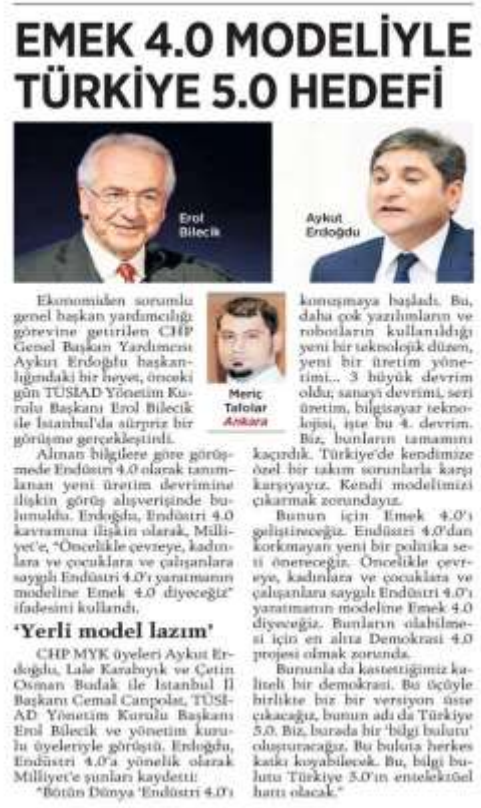 EMEK 4.0 MODELİYLE
TÜRKİYE 5.0 HEDEFİ
Erol
Bilecik
Aykut
Erdoğdu
Ekonomiden sorumlu
genel başkan yardımcılığı
görevine getirilen CHP
Genel Başkan Yardımcısı
Aykut Erdoğdu başkan-
lığındaki bir heyet, önceki
gün TÜSİAD Yönetim Ku-
rulu Başkanı Erol Bilecik
ile İstanbul'da sürpriz bir
görüşme gerçekleştirdi.
Alınan bilgilere göre görüş-
mede Endüstri 4.0 olarak tanım-
lanan yeni üretim devrimine
ilişkin görüş alışverişinde bu-
lunuldu. Erdoğdu, Endüstri 4.0
kavramına ilişkin olarak, Milli-
yet'e, "Öncelikle çevreye, kadın-
lara ve çocuklara ve çalışanlara
saygılı Endüstri 4.0'ı yaratmanın
modeline Emek 4.0 diyeceğiz"
ifadesini kullandı.
'Yerli model lazım'
CHP MYK üyeleri Aykut Er-
doğdu, Lale Karabıyık ve Çetin
Osman Budak ile İstanbul İl
Başkanı Cemal Canpolat, TÜSİ-
AD Yönetim Kurulu Başkanı
Erol Bilecik ve yönetim kuru-
lu üyeleriyle görüştü. Erdoğdu,
Endüstri 4.0'a yönelik olarak
Milliyet'e şunları kaydetti:
"Bütün Dünya 'Endüstri 4.0'ı
Meriç
Tafolar
Ankara
konuşmaya başladı. Bu,
daha çok yazılımların ve
robotların kullanıldığı
yeni bir teknolojik düzen,
yeni bir üretim yöne-
timi... 3 büyük devrim
oldu; sanayi devrimi, seri
üretim, bilgisayar tekno-
lojisi, işte bu 4. devrim.
Biz, bunların tamamını
kaçırdık. Türkiye'de kendimize
özel bir takım sorunlarla karşı
karşıyayız. Kendi modelimizi
çıkarmak zorundayız.
Bunun için Emek 4.0'ı
geliştireceğiz. Endüstri 4.0'dan
korkmayan yeni bir politika se-
ti önereceğiz. Öncelikle çevr-
eye, kadınlara ve çocuklara ve
çalışanlara saygılı Endüstri 4.0'ı
yaratmanın modeline Emek 4.0
diyeceğiz. Bunların olabilme-
si için en altta Demokrasi 4.0
projesi olmak zorunda.
Bununla da kastettiğimiz ka-
liteli bir demokrasi. Bu üçüyle
birlikte biz bir versiyon üste
çıkacağız, bunun adı da Türkiye
5.0. Biz, burada bir 'bilgi bulutu'
oluşturacağız. Bu buluta herkes
katkı koyabilecek. Bu, bilgi bu-
lutu Türkiye 5.0'ın entelektüel
hattı olacak."